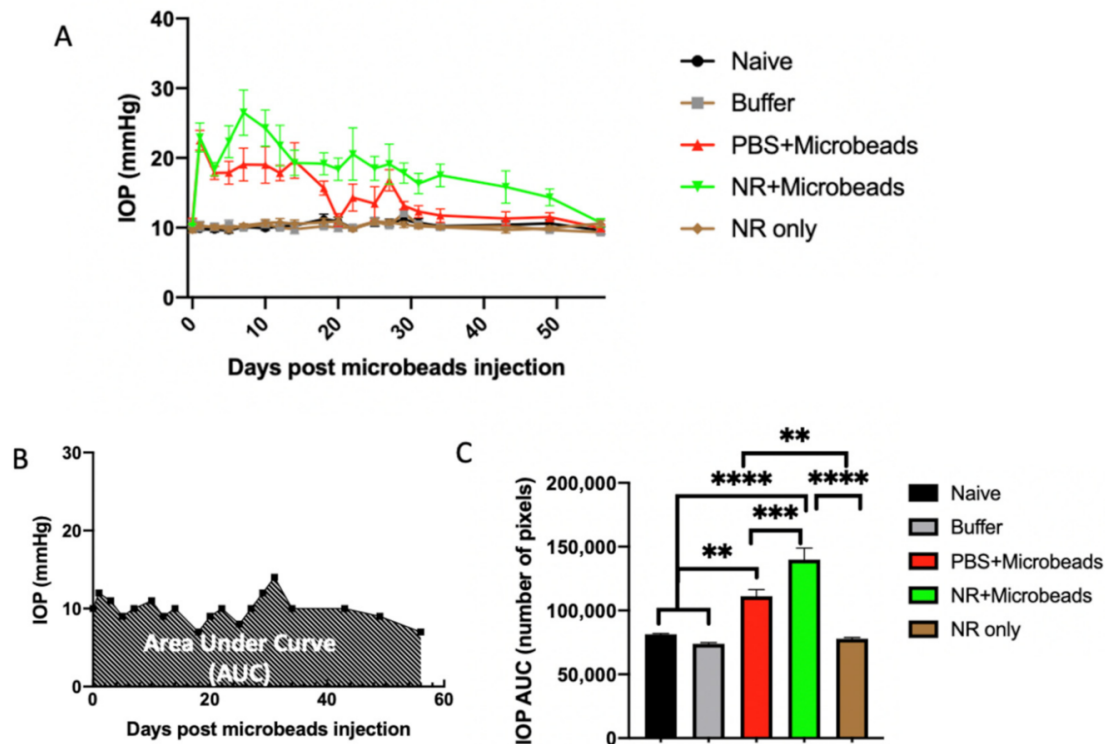 A
40
30
20
10
0
IOP (mmHg)
0 10 20 30 40 50
Days post microbeads injection
Naive
Buffer
PBS+Microbeads
NR+Microbeads
NR only
B
30
20
10
0
IOP (mmHg)
Area Under Curve
(AUC)
0 20 40 60
Days post microbeads injection
C
**
**** ****
***
**
200,000
150,000
100,000
50,000
0
IOP AUC (number of pixels)
Naive
Buffer
PBS+Microbeads
NR+Microbeads
NR only